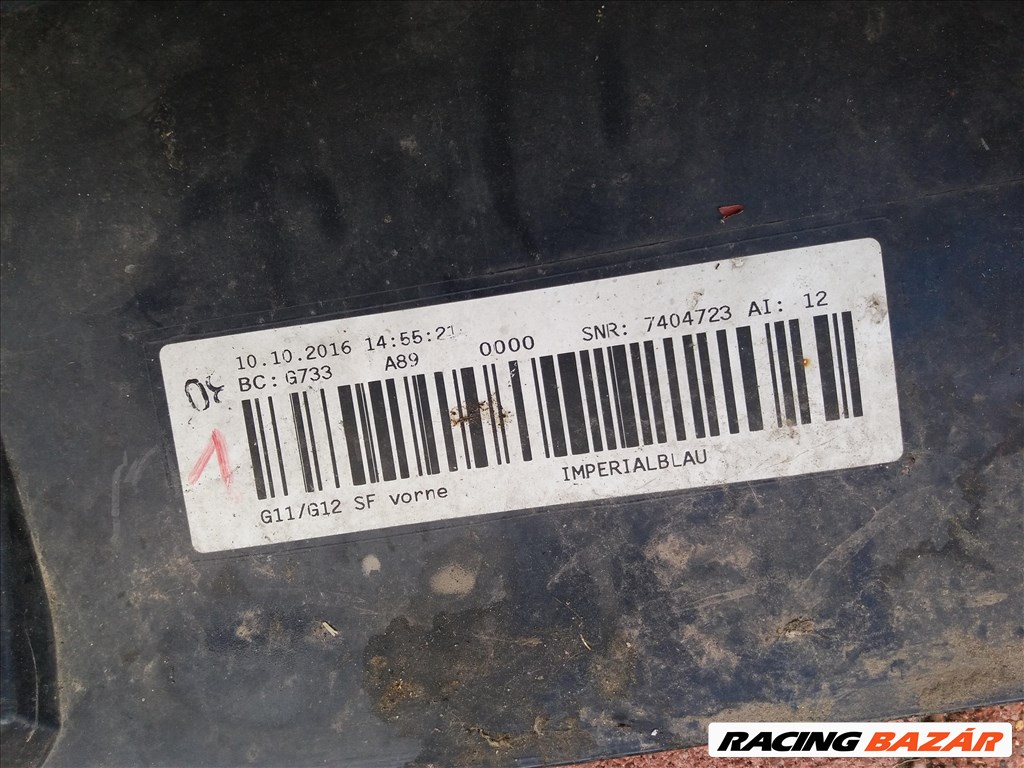 10.10.2016 14:55:21
BC: G733 A89 0000 SNR: 7404723 AI: 12
G11/G12 SF vorne IMPERIALBLAU
1
RACING BAZÁR